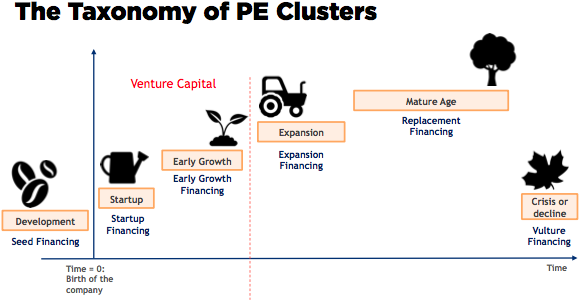 The Taxonomy of PE Clusters
Venture Capital
Mature Age
Replacement
Financing
Expansion
Expansion
Financing
Early Growth
Early Growth
Financing
Startup
Startup
Financing
Development
Seed Financing
Crisis or
decline
Vulture
Financing
Time = 0:
Birth of the
company
Time